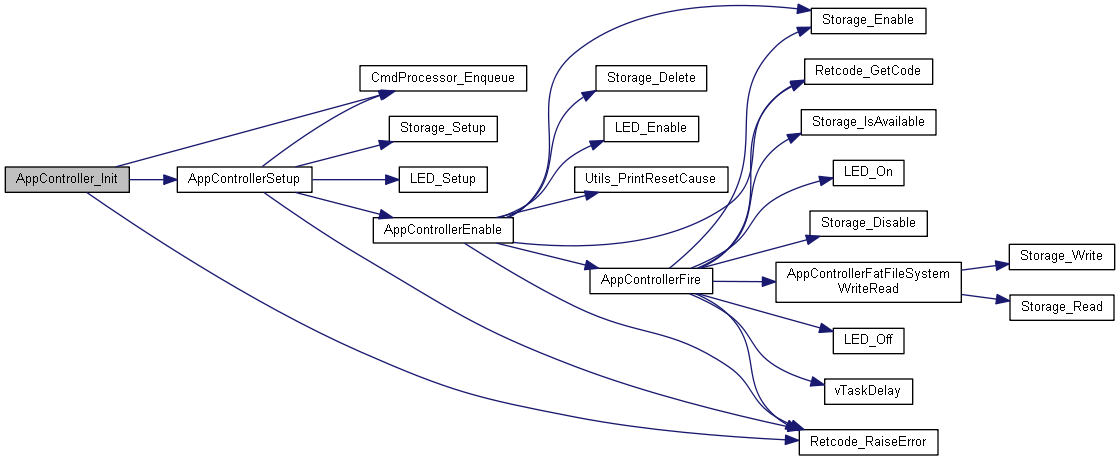 AppController_Init
CmdProcessor_Enqueue
AppControllerSetup
Storage_Setup
LED_Setup
AppControllerEnable
Storage_Delete
LED_Enable
Utils_PrintResetCause
AppControllerFire
Storage_Enable
Retcode_GetCode
Storage_IsAvailable
LED_On
Storage_Disable
AppControllerFatFileSystem
WriteRead
LED_Off
vTaskDelay
Retcode_RaiseError
Storage_Write
Storage_Read